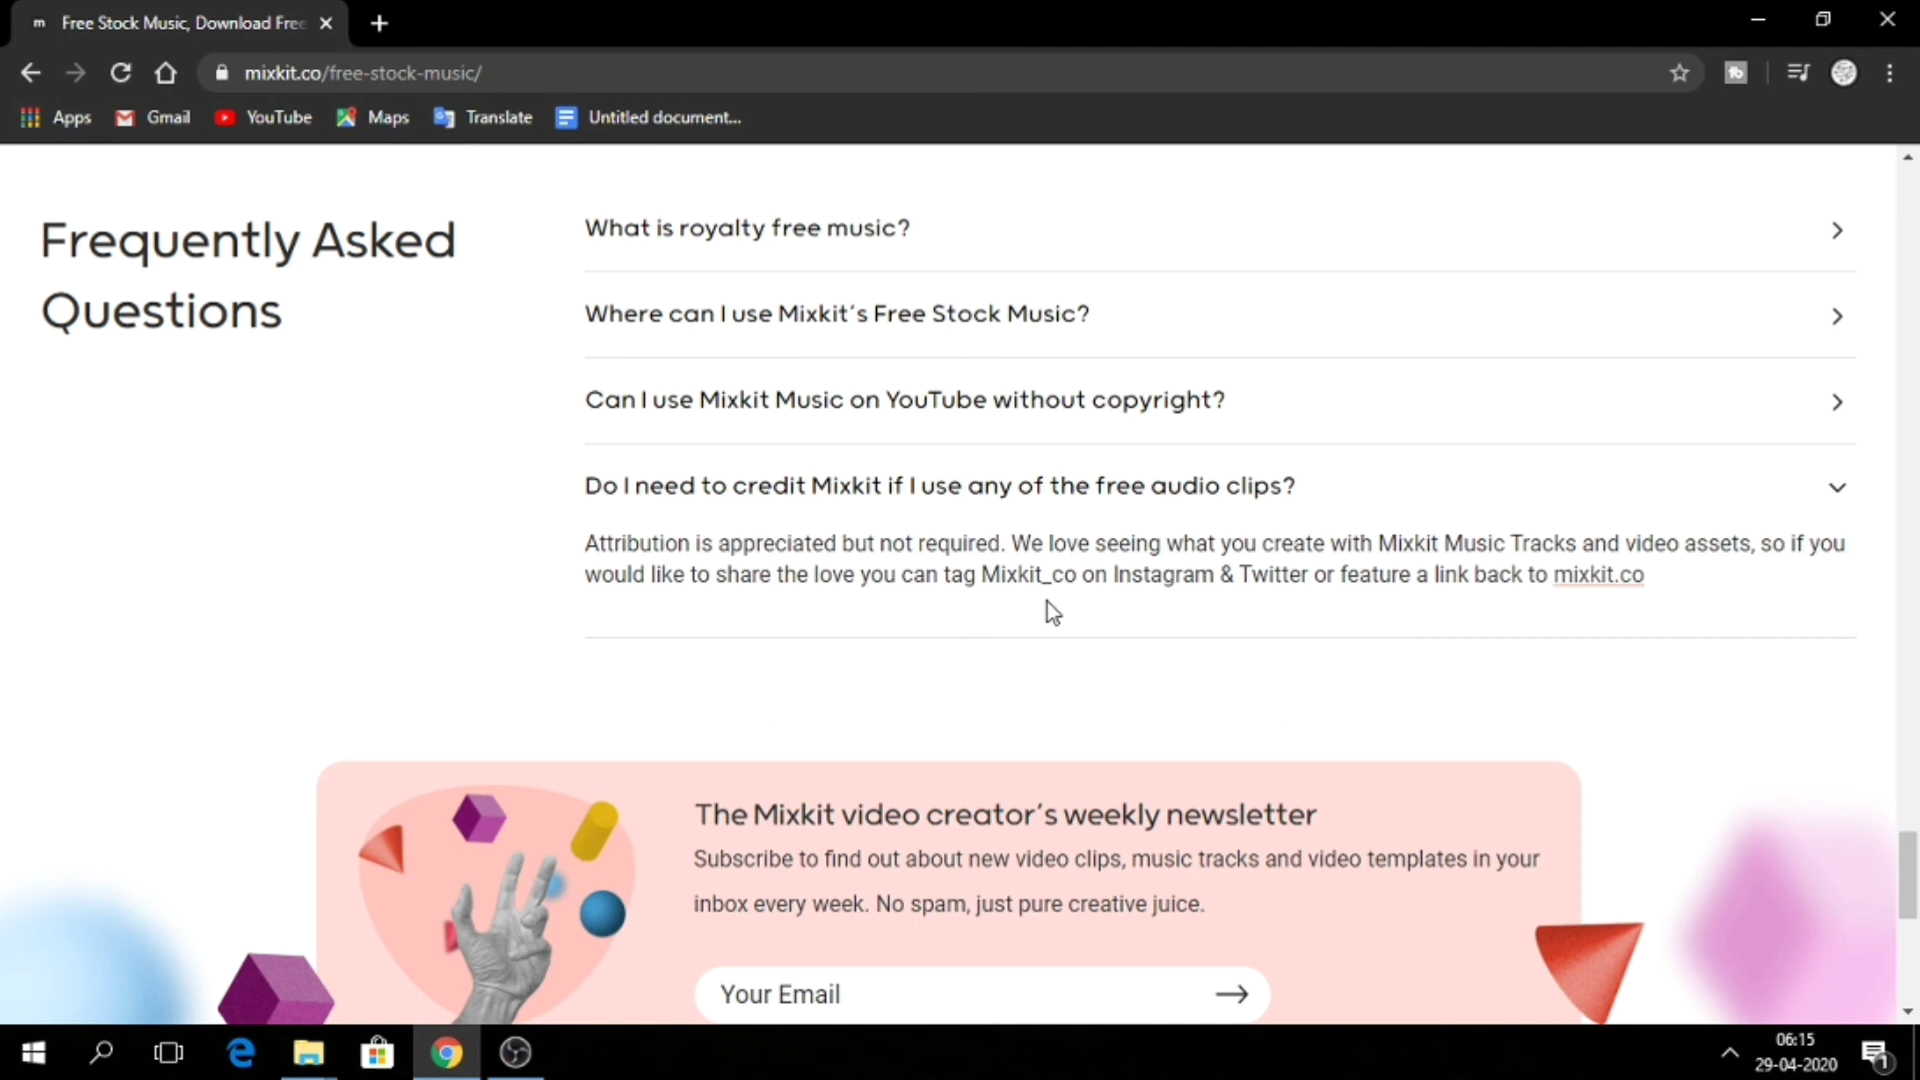 m Free Stock Music, Download Free
mixkit.co/free-stock-music/
Apps Gmail YouTube Maps Translate Untitled document...
Frequently Asked
Questions
What is royalty free music?
Where can I use Mixkit´s Free Stock Music?
Can I use Mixkit Music on YouTube without copyright?
Do I need to credit Mixkit if I use any of the free audio clips?
Attribution is appreciated but not required. We love seeing what you create with Mixkit Music Tracks and video assets, so if you
would like to share the love you can tag Mixkit_co on Instagram & Twitter or feature a link back to mixkit.co
The Mixkit video creator´s weekly newsletter
Subscribe to find out about new video clips, music tracks and video templates in your
inbox every week. No spam, just pure creative juice.
Your Email
06:15
29-04-2020
1